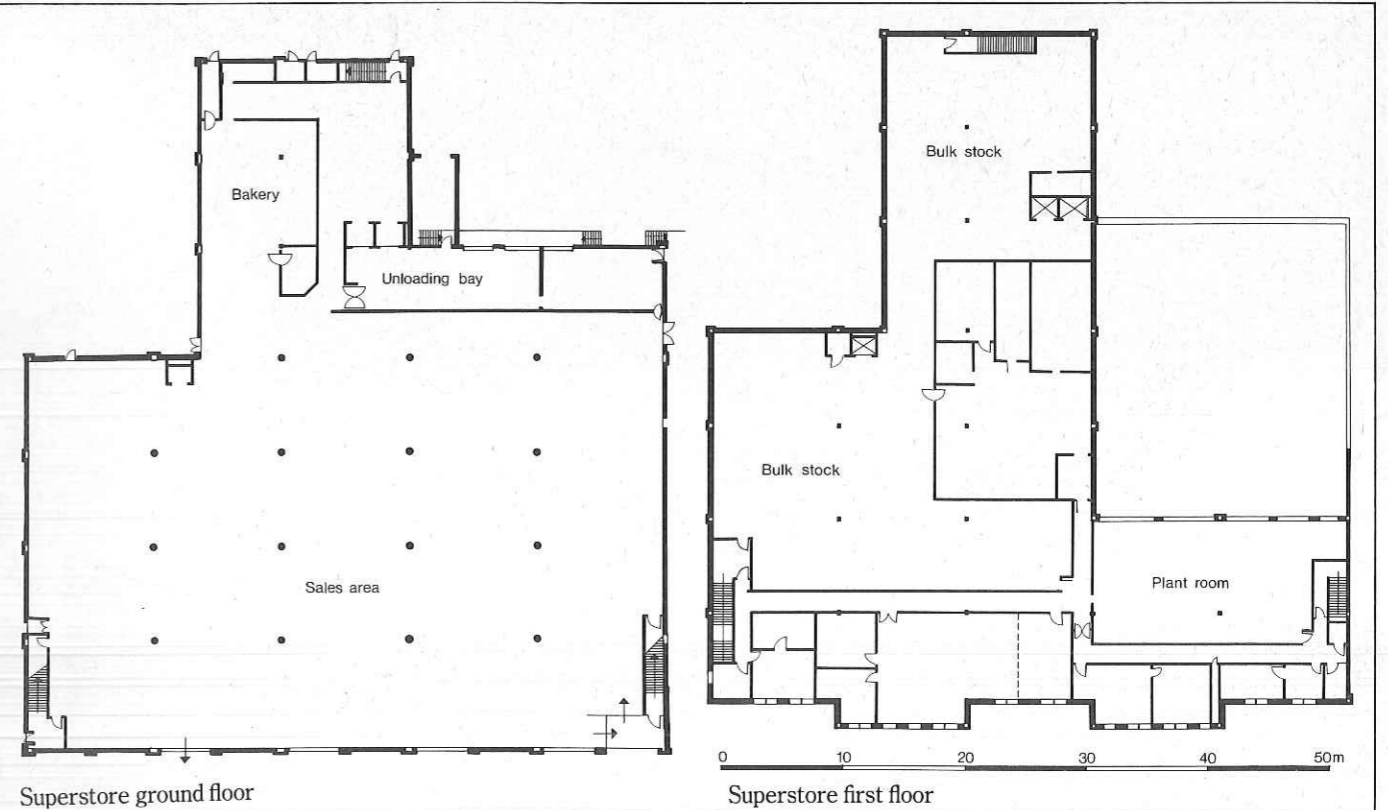 Bakery
Unloading bay
Sales area
Superstore ground floor
Bulk stock
Bulk stock
Plant room
0 10 20 30 40 50m
Superstore first floor